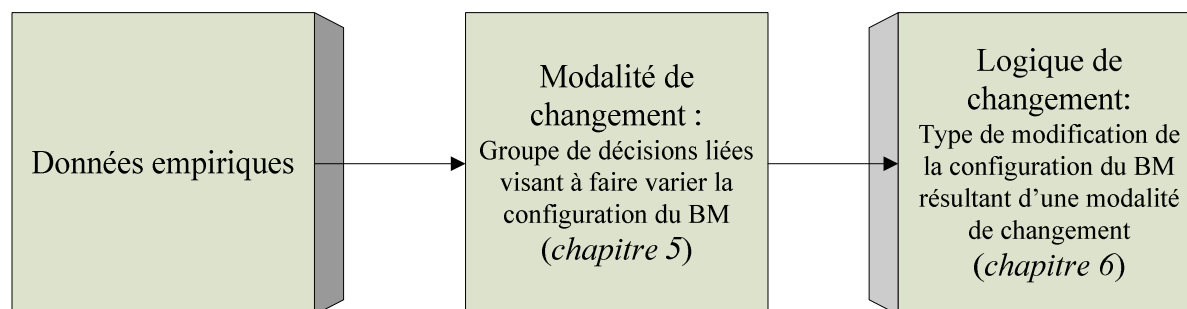 Données empiriques
Modalité de
changement :
Groupe de décisions liées
visant à faire varier la
configuration du BM
(chapitre 5)
Logique de
changement:
Type de modification de
la configuration du BM
résultant d’une modalité
de changement
(chapitre 6)